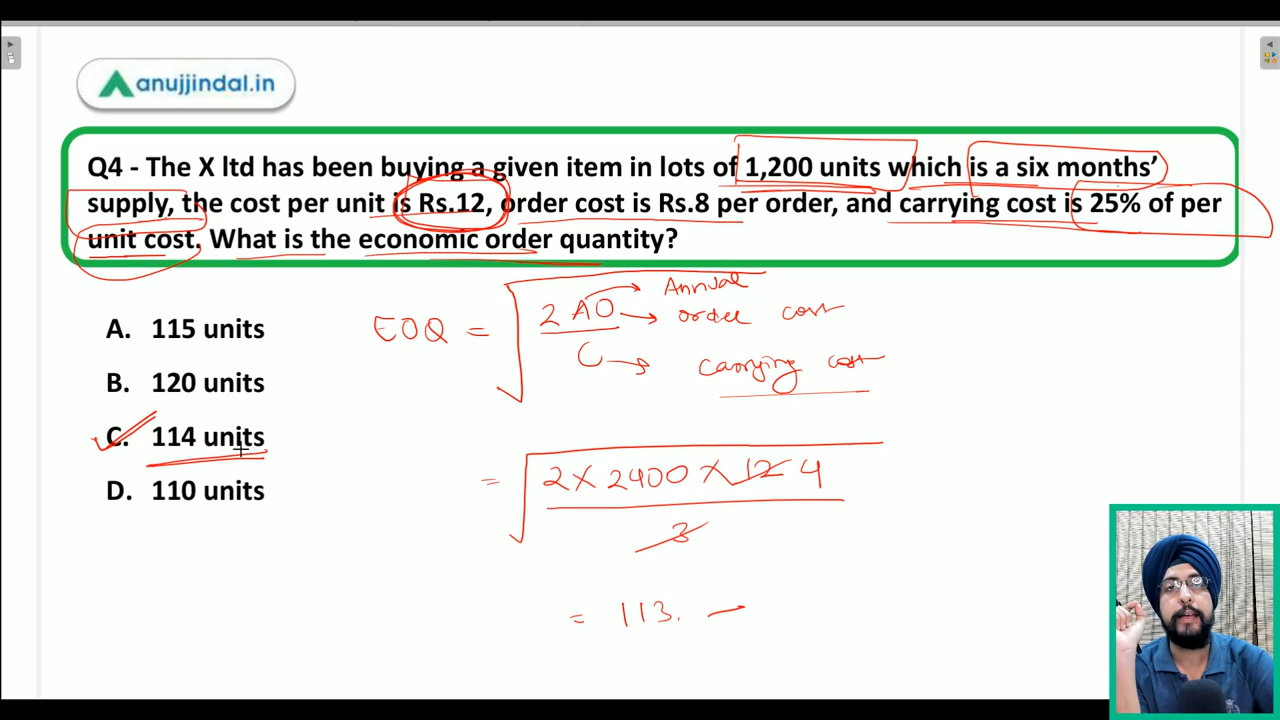 anujjindal.in
Q4 - The X ltd has been buying a given item in lots of 1,200 units which is a six months'
supply, the cost per unit is Rs.12, order cost is Rs.8 per order, and carrying cost is 25% of per
unit cost. What is the economic order quantity?
A. 115 units
B. 120 units
C. 114 units
D. 110 units
EOQ = √ 2 AO → Annual
→ order cost
C → carrying cost
= √ 2 X 2400 X 12 4
3
= 113.